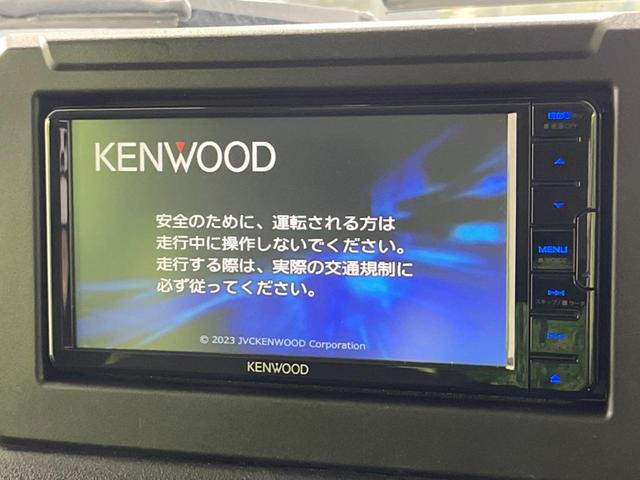 KENWOOD
安全のために、運転される方は
走行中に操作しないでください。
走行する際は、実際の交通規制に
必ず従ってください。
© 2023 JVCKENWOOD Corporation
KENWOOD
MENU